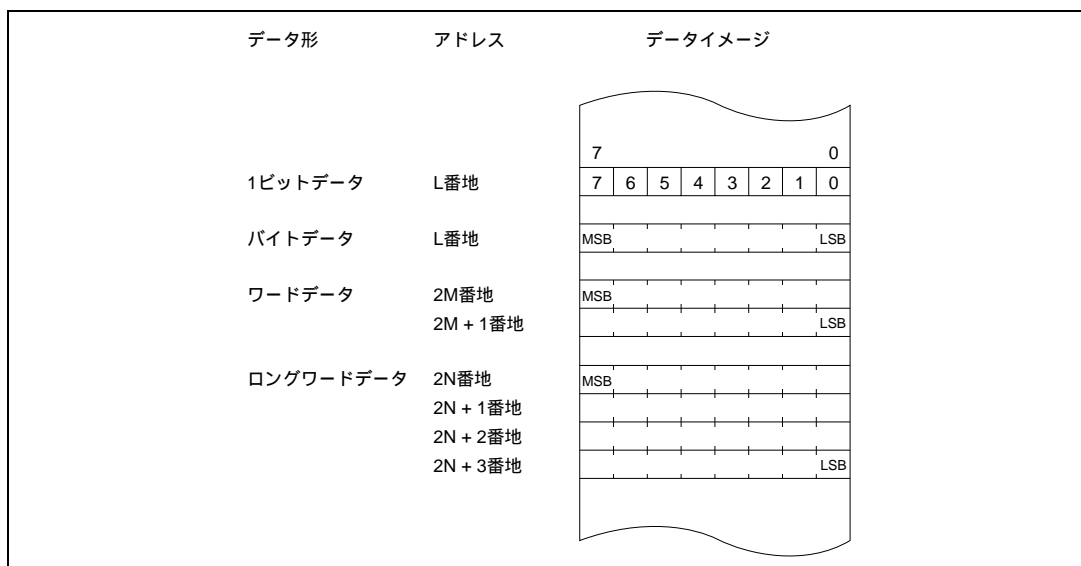 データ形 アドレス データイメージ
7 0
1ビットデータ L番地 7 6 5 4 3 2 1 0
バイトデータ L番地 MSB LSB
ワードデータ 2M番地 MSB
2M + 1番地 LSB
ロングワードデータ 2N番地 MSB
2N + 1番地
2N + 2番地
2N + 3番地 LSB